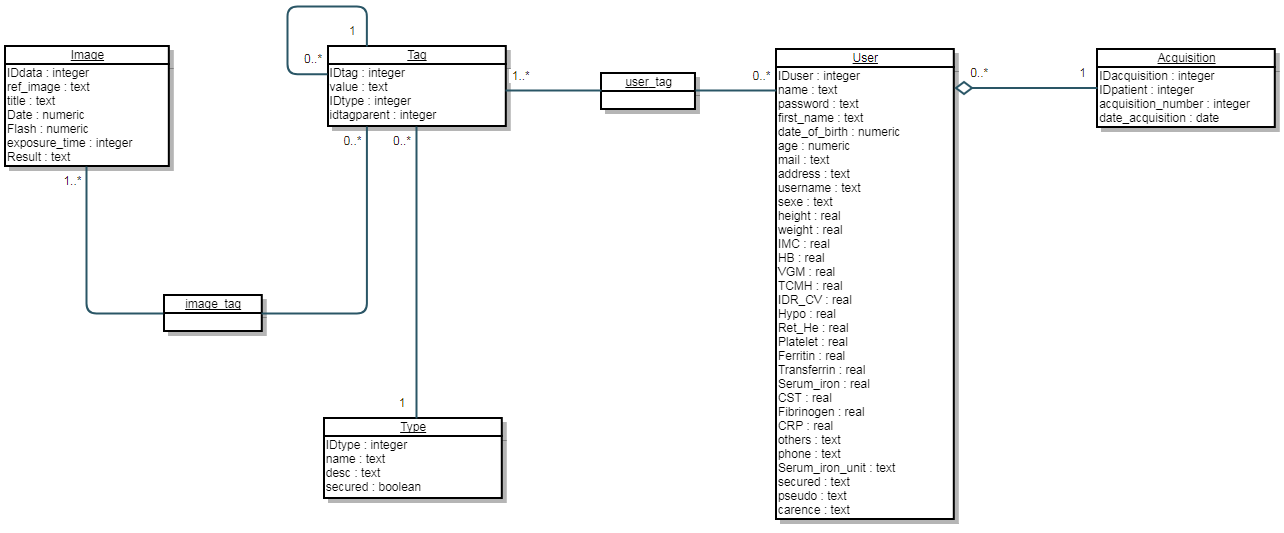 Image
IDdata : integer
ref_image : text
title : text
Date : numeric
Flash : numeric
exposure_time : integer
Result : text
1..*
image_tag
1
0..*
Tag
IDtag : integer
value : text
IDtype : integer
idtagparent : integer
0..*
0..*
1
Type
IDtype : integer
name : text
desc : text
secured : boolean
1..*
user_tag
0..*
User
IDuser : integer
name : text
password : text
first_name : text
date_of_birth : numeric
age : numeric
mail : text
address : text
username : text
sexe : text
height : real
weight : real
IMC : real
HB : real
VGM : real
TCMH : real
IDR_CV : real
Hypo : real
Ret_He : real
Platelet : real
Ferritin : real
Transferrin : real
Serum_iron : real
CST : real
Fibrinogen : real
CRP : real
others : text
phone : text
Serum_iron_unit : text
secured : text
pseudo : text
carence : text
0..*
1
Acquisition
IDacquisition : integer
IDpatient : integer
acquisition_number : integer
date_acquisition : date